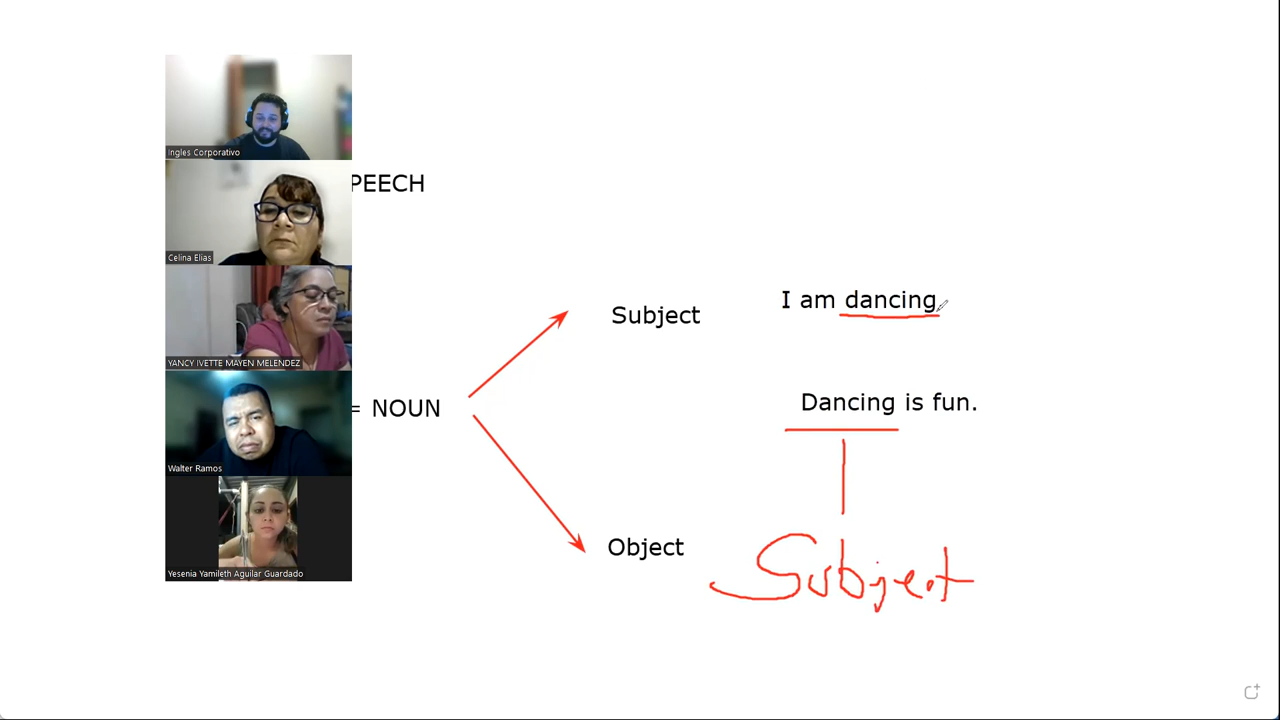 Ingles Corporativo
PEECH
Celina Elias
I am dancing.
Subject
YANCY IVETTE MAYEN MELENDEZ
= NOUN
Dancing is fun.
Walter Ramos
Object
Subject
Yesenia Yamileth Aguilar Guardado